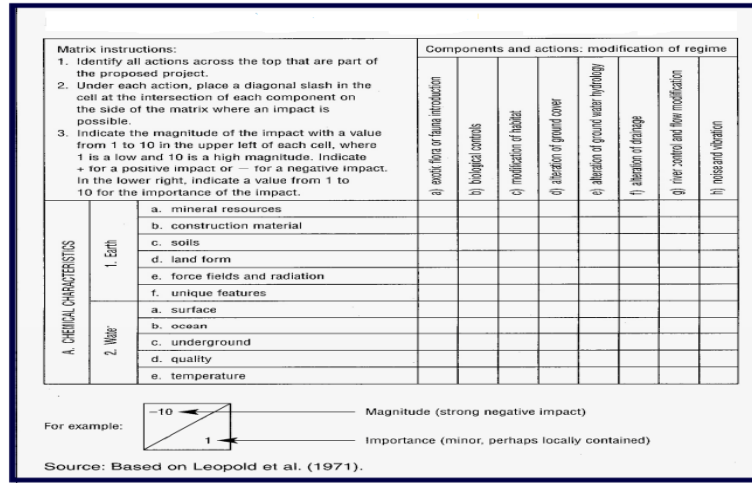 Matrix instructions:
1. Identify all actions across the top that are part of
the proposed project.
2. Under each action, place a diagonal slash in the
cell at the intersection of each component on
the side of the matrix where an impact is
possible.
3. Indicate the magnitude of the impact with a value
from 1 to 10 in the upper left of each cell, where
1 is a low and 10 is a high magnitude. Indicate
+ for a positive impact or — for a negative impact.
In the lower right, indicate a value from 1 to
10 for the importance of the impact.
Components and actions: modification of regime
a) exotic flora or fauna introduction
b) biological controls
c) modification of habitat
d) alteration of ground cover
e) alteration of ground water hydrology
f) alteration of drainage
g) river control and flow modification
h) noise and vibration
A. CHEMICAL CHARACTERISTICS
1. Earth
a. mineral resources
b. construction material
c. soils
d. land form
e. force fields and radiation
f. unique features
2. Water
a. surface
b. ocean
c. underground
d. quality
e. temperature
For example:
−10
1
Magnitude (strong negative impact)
Importance (minor, perhaps locally contained)
Source: Based on Leopold et al. (1971).